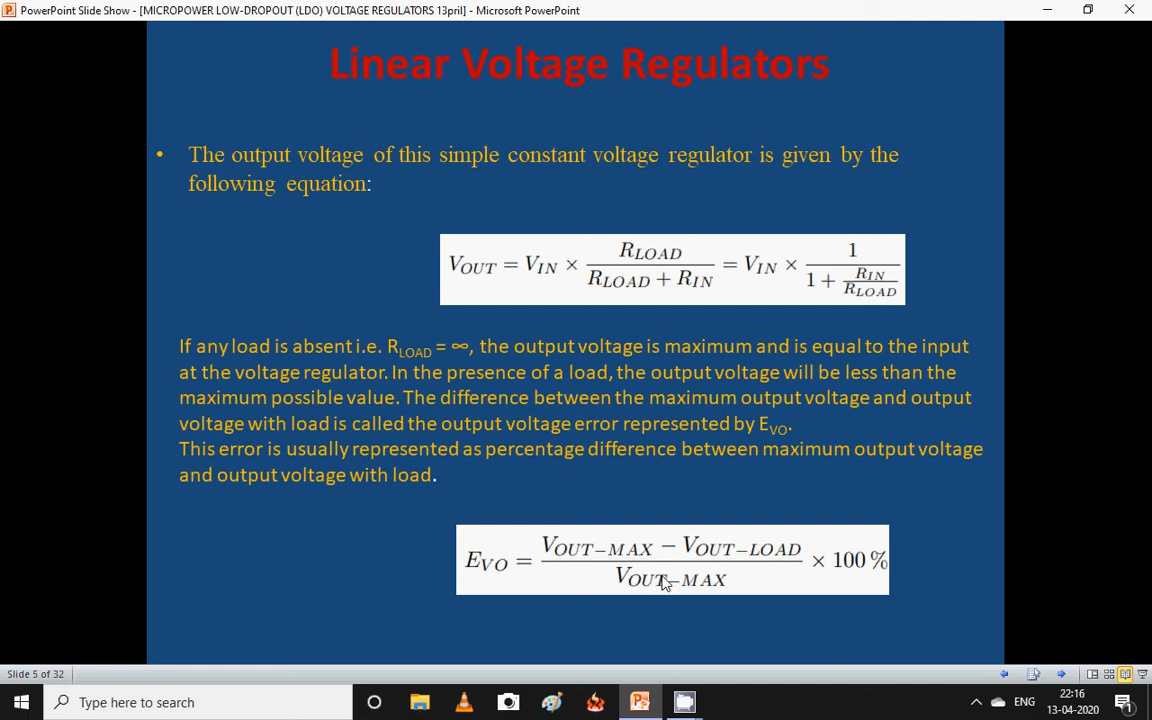 PowerPoint Slide Show - [MICROPOWER LOW-DROPOUT (LDO) VOLTAGE REGULATORS 13pril] - Microsoft PowerPoint
Linear Voltage Regulators
• The output voltage of this simple constant voltage regulator is given by the
following equation:
V_OUT = V_IN × R_LOAD / (R_LOAD + R_IN) = V_IN × 1 / (1 + R_IN / R_LOAD)
If any load is absent i.e. R_LOAD = ∞, the output voltage is maximum and is equal to the input
at the voltage regulator. In the presence of a load, the output voltage will be less than the
maximum possible value. The difference between the maximum output voltage and output
voltage with load is called the output voltage error represented by E_VO.
This error is usually represented as percentage difference between maximum output voltage
and output voltage with load.
E_VO = (V_OUT−MAX − V_OUT−LOAD) / V_OUT−MAX × 100 %
Slide 5 of 32
Type here to search
ENG
22:16
13-04-2020
1